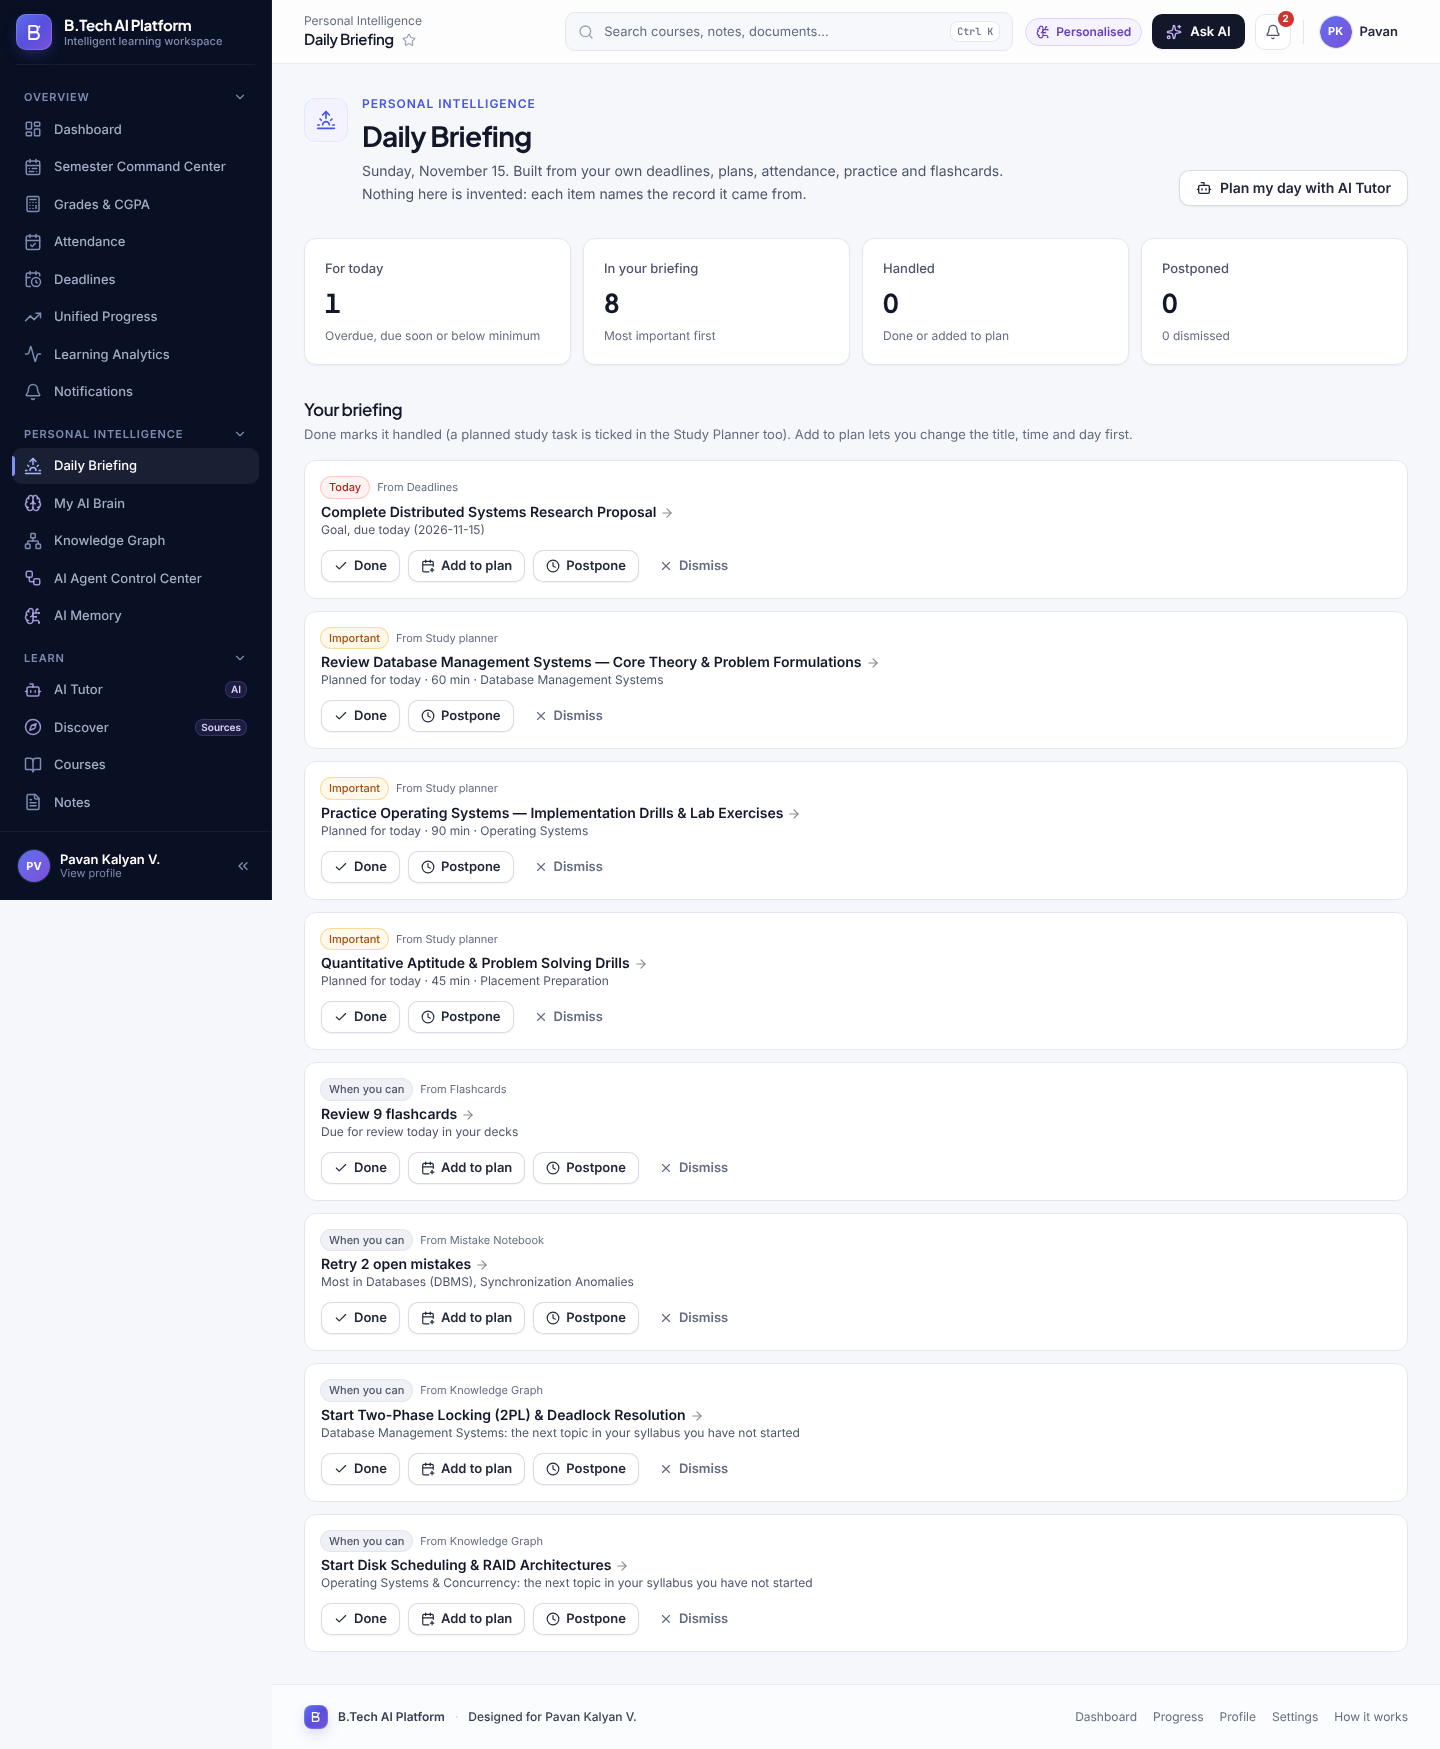 B.Tech AI Platform
Intelligent learning workspace
OVERVIEW
Dashboard
Semester Command Center
Grades & CGPA
Attendance
Deadlines
Unified Progress
Learning Analytics
Notifications
PERSONAL INTELLIGENCE
Daily Briefing
My AI Brain
Knowledge Graph
AI Agent Control Center
AI Memory
LEARN
AI Tutor AI
Discover Sources
Courses
Notes
PV
Pavan Kalyan V.
View profile
Personal Intelligence
Daily Briefing
Search courses, notes, documents... Ctrl K
Personalised
Ask AI
2
PK Pavan
PERSONAL INTELLIGENCE
Daily Briefing
Sunday, November 15. Built from your own deadlines, plans, attendance, practice and flashcards.
Nothing here is invented: each item names the record it came from.
Plan my day with AI Tutor
For today
1
Overdue, due soon or below minimum
In your briefing
8
Most important first
Handled
0
Done or added to plan
Postponed
0
0 dismissed
Your briefing
Done marks it handled (a planned study task is ticked in the Study Planner too). Add to plan lets you change the title, time and day first.
Today From Deadlines
Complete Distributed Systems Research Proposal →
Goal, due today (2026-11-15)
Done Add to plan Postpone Dismiss
Important From Study planner
Review Database Management Systems — Core Theory & Problem Formulations →
Planned for today · 60 min · Database Management Systems
Done Postpone Dismiss
Important From Study planner
Practice Operating Systems — Implementation Drills & Lab Exercises →
Planned for today · 90 min · Operating Systems
Done Postpone Dismiss
Important From Study planner
Quantitative Aptitude & Problem Solving Drills →
Planned for today · 45 min · Placement Preparation
Done Postpone Dismiss
When you can From Flashcards
Review 9 flashcards →
Due for review today in your decks
Done Add to plan Postpone Dismiss
When you can From Mistake Notebook
Retry 2 open mistakes →
Most in Databases (DBMS), Synchronization Anomalies
Done Add to plan Postpone Dismiss
When you can From Knowledge Graph
Start Two-Phase Locking (2PL) & Deadlock Resolution →
Database Management Systems: the next topic in your syllabus you have not started
Done Add to plan Postpone Dismiss
When you can From Knowledge Graph
Start Disk Scheduling & RAID Architectures →
Operating Systems & Concurrency: the next topic in your syllabus you have not started
Done Add to plan Postpone Dismiss
B.Tech AI Platform · Designed for Pavan Kalyan V.
Dashboard Progress Profile Settings How it works